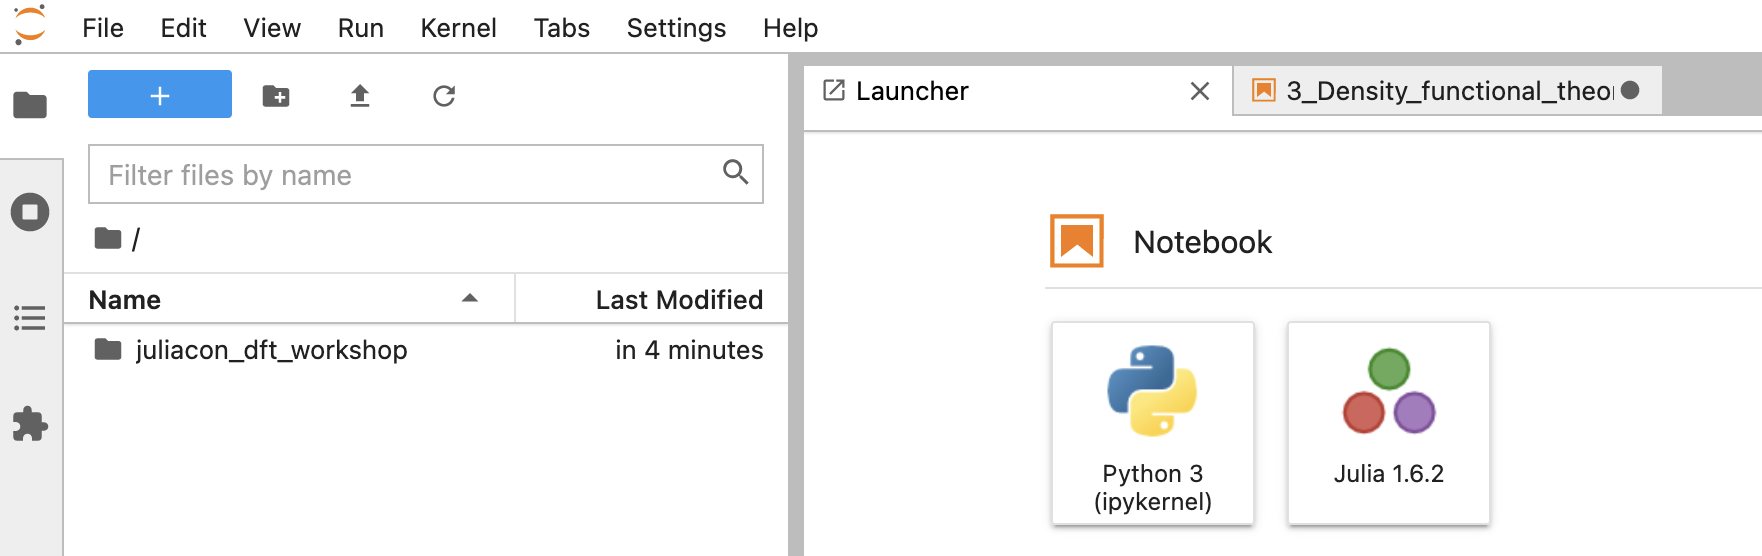 File Edit View Run Kernel Tabs Settings Help
Launcher
3_Density_functional_theo
Filter files by name
/
Notebook
Name Last Modified
juliacon_dft_workshop in 4 minutes
Python 3
(ipykernel)
Julia 1.6.2